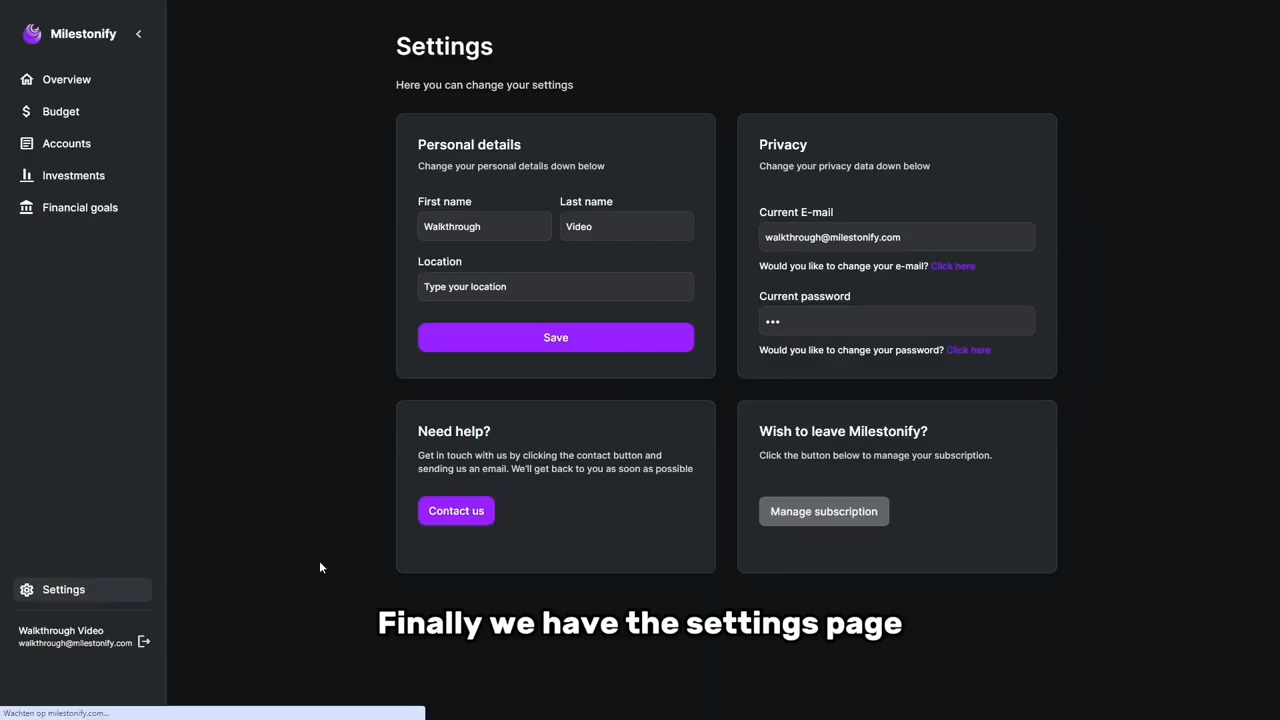 Milestonify
Overview
Budget
Accounts
Investments
Financial goals
Settings
Walkthrough Video
walkthrough@milestonify.com
Settings
Here you can change your settings
Personal details
Change your personal details down below
First name
Last name
Walkthrough
Video
Location
Type your location
Save
Privacy
Change your privacy data down below
Current E-mail
walkthrough@milestonify.com
Would you like to change your e-mail? Click here
Current password
•••
Would you like to change your password? Click here
Need help?
Get in touch with us by clicking the contact button and
sending us an email. We'll get back to you as soon as possible
Contact us
Wish to leave Milestonify?
Click the button below to manage your subscription.
Manage subscription
Finally we have the settings page
Wachten op milestonify.com...